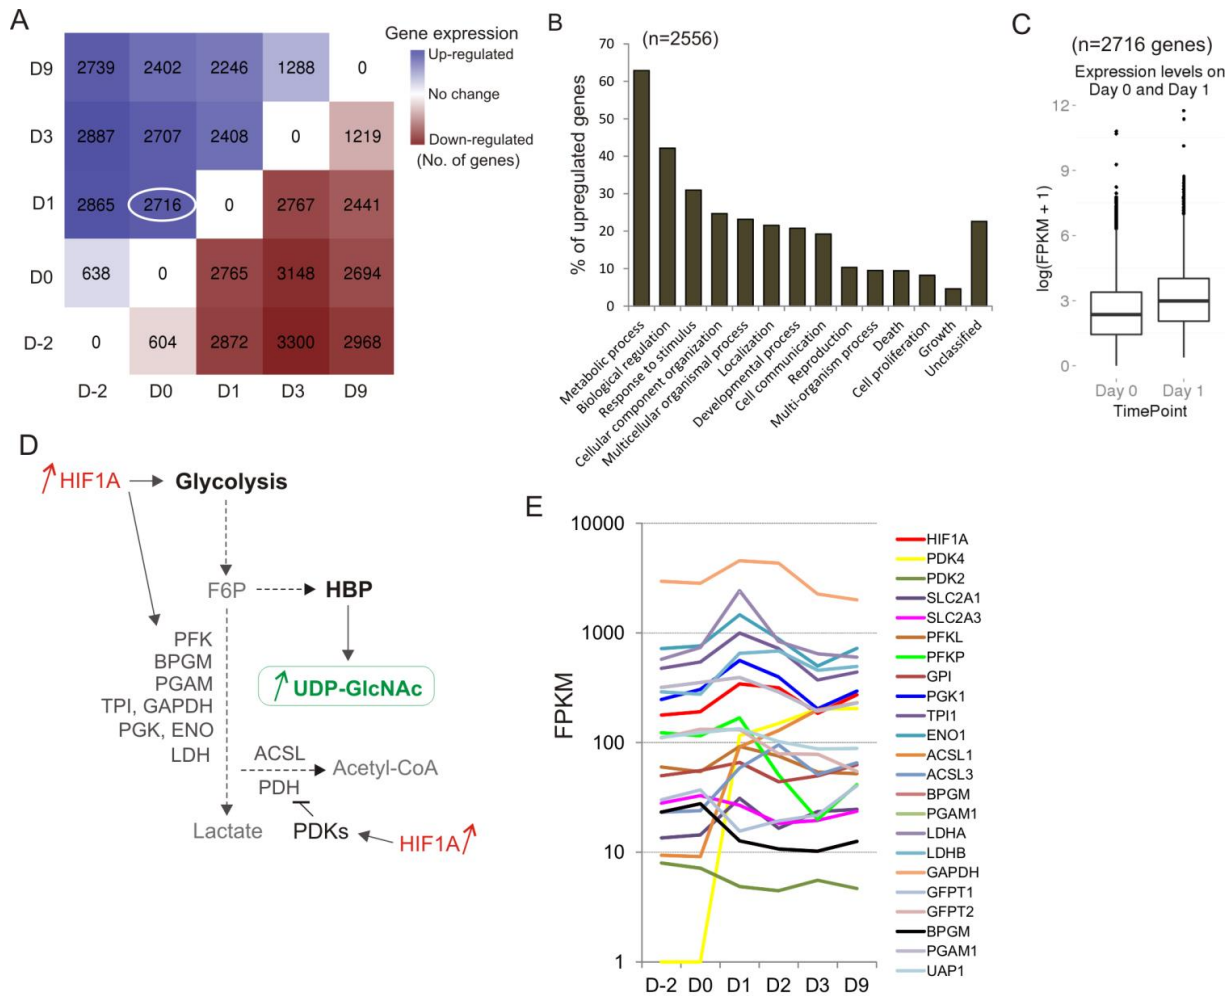 A
Gene expression
Up-regulated
No change
Down-regulated
(No. of genes)
D9 2739 2402 2246 1288 0
D3 2887 2707 2408 0 1219
D1 2865 2716 0 2767 2441
D0 638 0 2765 3148 2694
D-2 0 604 2872 3300 2968
D-2 D0 D1 D3 D9
B
(n=2556)
% of upregulated genes
70
60
50
40
30
20
10
0
Metabolic process
Biological regulation
Response to stimulus
Cellular component organization
Multicellular organismal process
Localization
Developmental process
Cell communication
Reproduction
Multi-organism process
Death
Cell proliferation
Growth
Unclassified
C
(n=2716 genes)
Expression levels on
Day 0 and Day 1
log(FPKM + 1)
12
9
6
3
0
Day 0 Day 1
TimePoint
D
HIF1A
Glycolysis
F6P
HBP
PFK
BPGM
PGAM
TPI, GAPDH
PGK, ENO
LDH
UDP-GlcNAc
ACSL
PDH
Acetyl-CoA
Lactate
PDKs
HIF1A
E
FPKM
10000
1000
100
10
1
D-2 D0 D1 D2 D3 D9
HIF1A
PDK4
PDK2
SLC2A1
SLC2A3
PFKL
PFKP
GPI
PGK1
TPI1
ENO1
ACSL1
ACSL3
BPGM
PGAM1
LDHA
LDHB
GAPDH
GFPT1
GFPT2
BPGM
PGAM1
UAP1